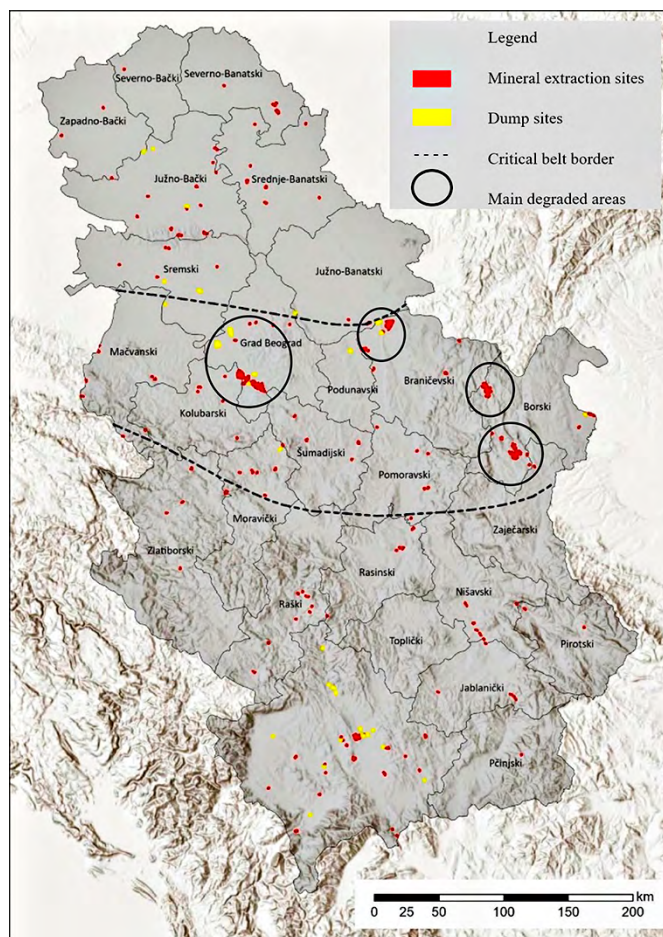 Legend
Mineral extraction sites
Dump sites
Critical belt border
Main degraded areas
Severno-Bački
Severno-Banatski
Zapadno-Bački
Južno-Bački
Srednje-Banatski
Sremski
Južno-Banatski
Mačvanski
Grad Beograd
Podunavski
Braničevski
Borski
Kolubarski
Šumadijski
Pomoravski
Moravički
Zlatiborski
Zaječarski
Rasinski
Raški
Nišavski
Toplički
Pirotski
Jablanički
Pčinjski
km
0 25 50 100 150 200